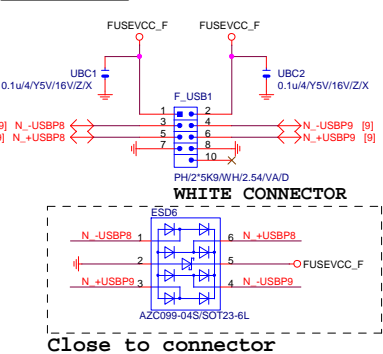 FUSEVCC_F FUSEVCC_F
UBC1 UBC2
0.1u/4/Y5V/16V/Z/X 0.1u/4/Y5V/16V/Z/X
F_USB1
1 2
9] N_-USBP8 3 4 N_-USBP9 [9]
9] N_+USBP8 5 6 N_+USBP9 [9]
7 8
10
PH/2*5K9/WH/2.54/VA/D
WHITE CONNECTOR
ESD6
N_-USBP8 1 6 N_+USBP8
2 5 FUSEVCC_F
N_+USBP9 3 4 N_-USBP9
AZC099-04S/SOT23-6L
Close to connector